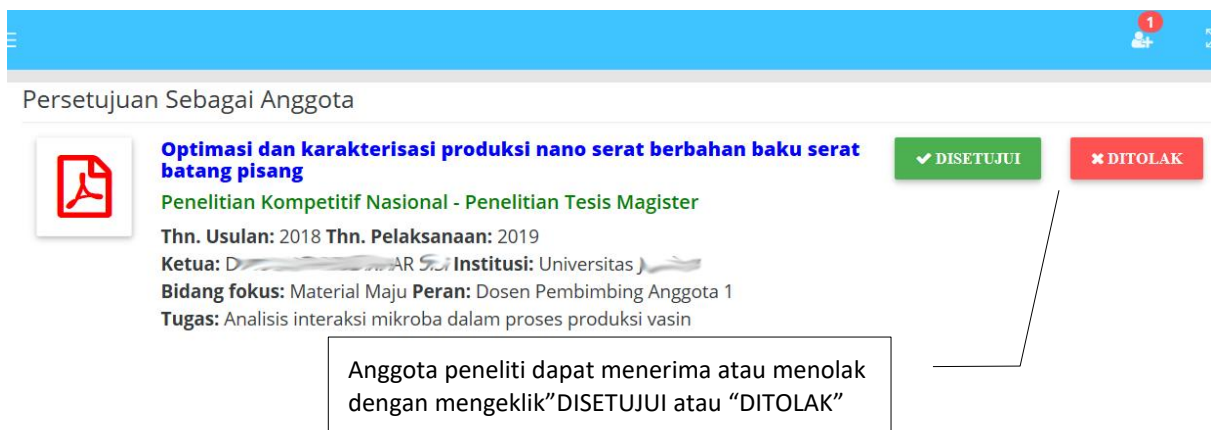 1
Persetujuan Sebagai Anggota
Optimasi dan karakterisasi produksi nano serat berbahan baku serat
batang pisang
DISETUJUI
DITOLAK
Penelitian Kompetitif Nasional - Penelitian Tesis Magister
Thn. Usulan: 2018 Thn. Pelaksanaan: 2019
Ketua: Institusi: Universitas
Bidang fokus: Material Maju Peran: Dosen Pembimbing Anggota 1
Tugas: Analisis interaksi mikroba dalam proses produksi vasin
Anggota peneliti dapat menerima atau menolak
dengan mengeklik”DISETUJUI atau “DITOLAK”